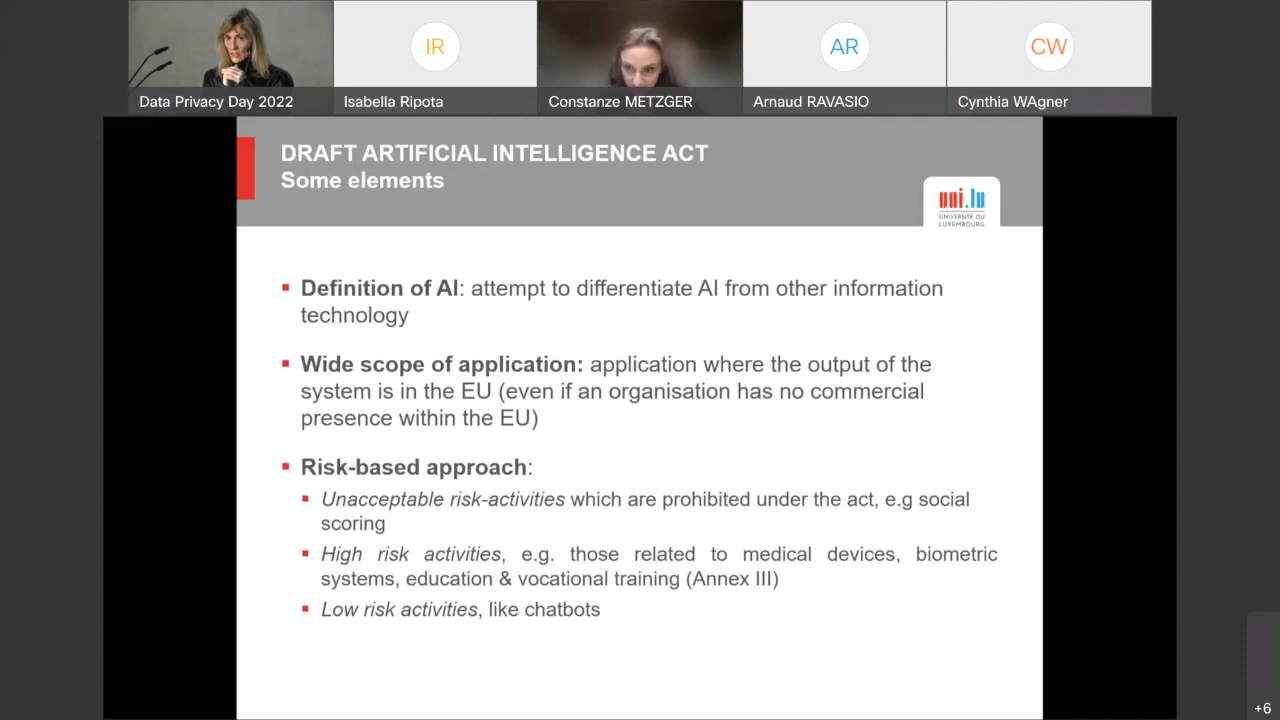 IR
AR
CW
Data Privacy Day 2022
Isabella Ripota
Constanze METZGER
Arnaud RAVASIO
Cynthia WAgner
DRAFT ARTIFICIAL INTELLIGENCE ACT
Some elements
uni.lu
UNIVERSITÉ DU
LUXEMBOURG
Definition of AI: attempt to differentiate AI from other information
technology
Wide scope of application: application where the output of the
system is in the EU (even if an organisation has no commercial
presence within the EU)
Risk-based approach:
Unacceptable risk-activities which are prohibited under the act, e.g social
scoring
High risk activities, e.g. those related to medical devices, biometric
systems, education & vocational training (Annex III)
Low risk activities, like chatbots
+6